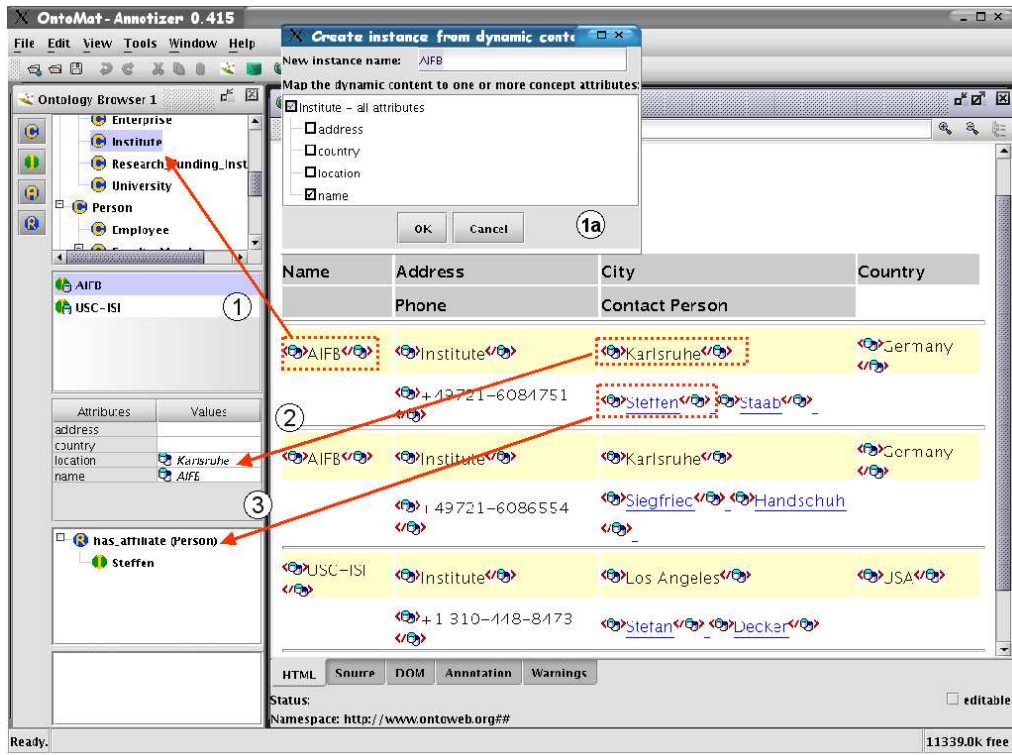 OntoMat-Annotizer 0.415
File Edit View Tools Window Help
Create instance from dynamic conte
New instance name: AIFB
Map the dynamic content to one or more concept attributes:
Institute - all attributes
address
country
location
name
OK Cancel
1a
Ontology Browser 1
Enterprise
Institute
Research_Funding_Inst
University
Person
Employee
AIFB
USC-ISI
1
Attributes Values
address
country
location Karlsruhe
name AIFB
2
3
has_affiliate (Person)
Steffen
Name Address City Country
Phone Contact Person
AIFB Institute Karlsruhe Germany
+49721-6084751 Steffen Staab
AIFB Institute Karlsruhe Germany
+49721-6086554 Siegfried Handschuh
USC-ISI Institute Los Angeles USA
+1 310-448-8473 Stefan Decker
HTML Source DOM Annotation Warnings
Status: editable
Namespace: http://www.ontoweb.org##
Ready. 11339.0k free